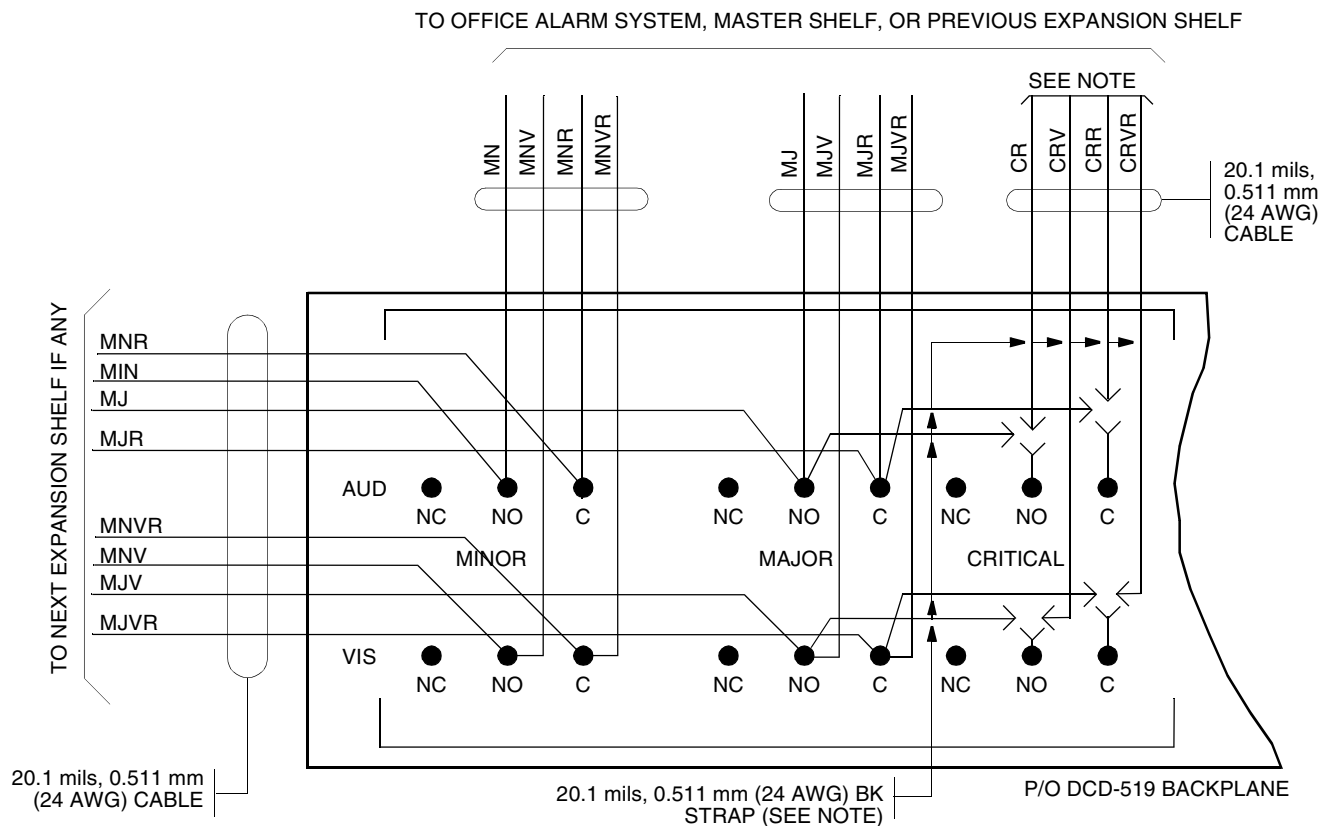 TO OFFICE ALARM SYSTEM, MASTER SHELF, OR PREVIOUS EXPANSION SHELF
SEE NOTE
MN
MNV
MNR
MNVR
MJ
MJV
MJR
MJVR
CR
CRV
CRR
CRVR
20.1 mils,
0.511 mm
(24 AWG)
CABLE
TO NEXT EXPANSION SHELF IF ANY
MNR
MIN
MJ
MJR
MNVR
MNV
MJV
MJVR
AUD
NC NO C NC NO C NC NO C
MINOR MAJOR CRITICAL
VIS
NC NO C NC NO C NC NO C
20.1 mils, 0.511 mm
(24 AWG) CABLE
20.1 mils, 0.511 mm (24 AWG) BK
STRAP (SEE NOTE)
P/O DCD-519 BACKPLANE